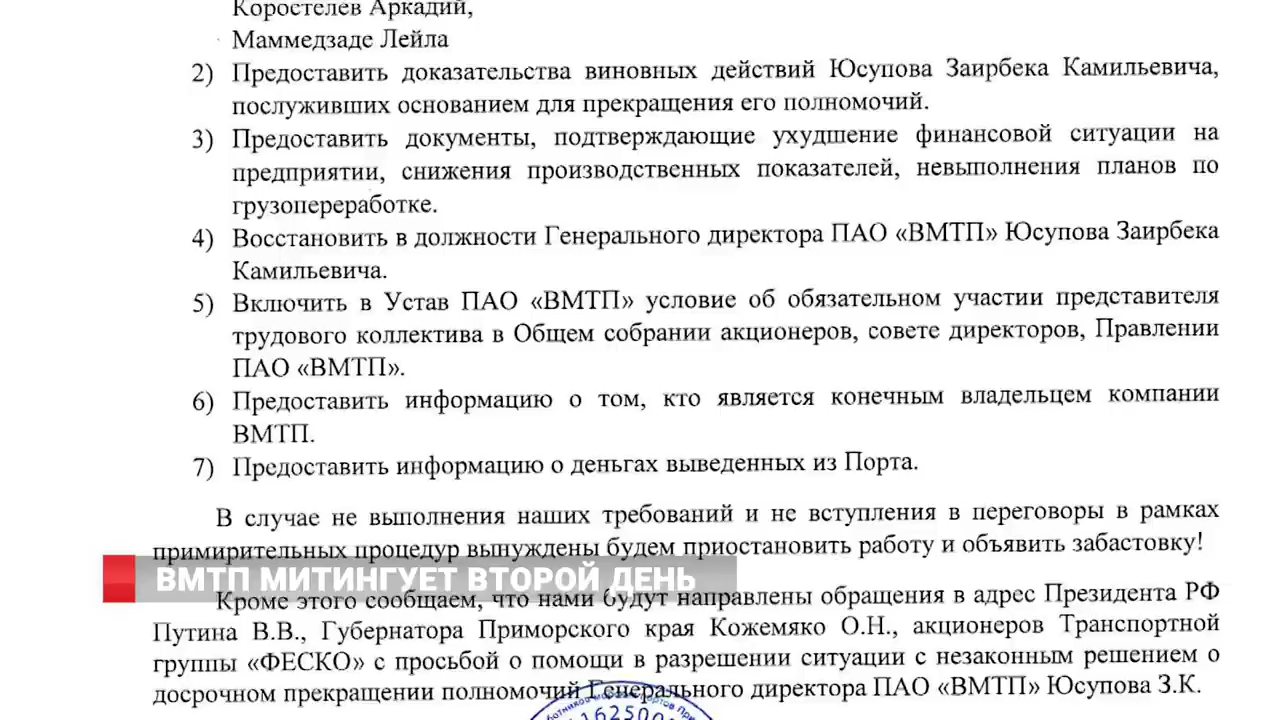 Коростелев Аркадий,
Маммедзаде Лейла
2) Предоставить доказательства виновных действий Юсупова Заирбека Камильевича,
послуживших основанием для прекращения его полномочий.
3) Предоставить документы, подтверждающие ухудшение финансовой ситуации на
предприятии, снижения производственных показателей, невыполнения планов по
грузопереработке.
4) Восстановить в должности Генерального директора ПАО «ВМТП» Юсупова Заирбека
Камильевича.
5) Включить в Устав ПАО «ВМТП» условие об обязательном участии представителя
трудового коллектива в Общем собрании акционеров, совете директоров, Правлении
ПАО «ВМТП».
6) Предоставить информацию о том, кто является конечным владельцем компании
ВМТП.
7) Предоставить информацию о деньгах выведенных из Порта.
В случае не выполнения наших требований и не вступления в переговоры в рамках
примирительных процедур вынуждены будем приостановить работу и объявить забастовку!
ВМТП МИТИНГУЕТ ВТОРОЙ ДЕНЬ
Кроме этого сообщаем, что нами будут направлены обращения в адрес Президента РФ
Путина В.В., Губернатора Приморского края Кожемяко О.Н., акционеров Транспортной
группы «ФЕСКО» с просьбой о помощи в разрешении ситуации с незаконным решением о
досрочном прекращении полномочий Генерального директора ПАО «ВМТП» Юсупова З.К.